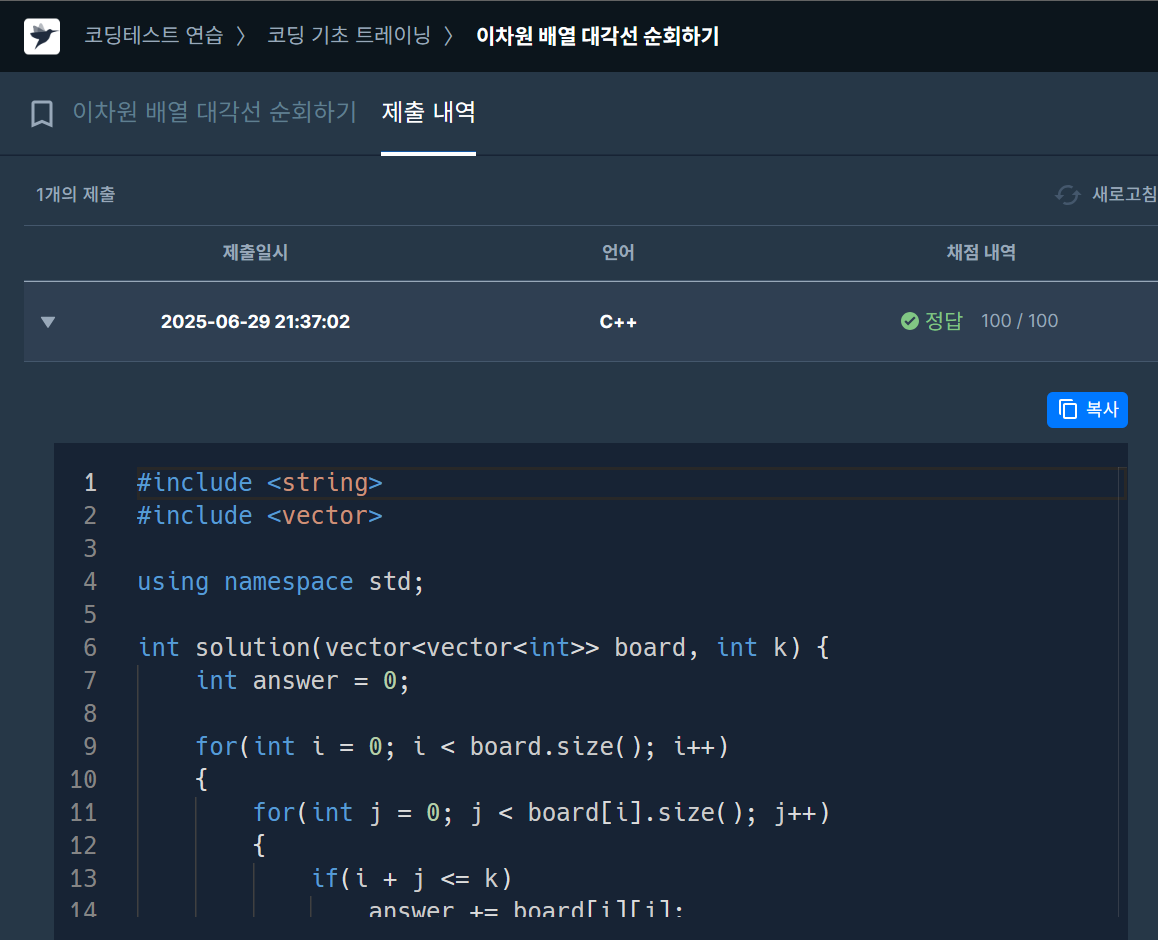 코딩테스트 연습 〉 코딩 기초 트레이닝 〉 이차원 배열 대각선 순회하기
이차원 배열 대각선 순회하기 제출 내역
1개의 제출 새로고침
제출일시 언어 채점 내역
▼ 2025-06-29 21:37:02 C++ 정답 100 / 100
복사
1 #include <string>
2 #include <vector>
3
4 using namespace std;
5
6 int solution(vector<vector<int>> board, int k) {
7 int answer = 0;
8
9 for(int i = 0; i < board.size(); i++)
10 {
11 for(int j = 0; j < board[i].size(); j++)
12 {
13 if(i + j <= k)
14 answer += board[i][j];